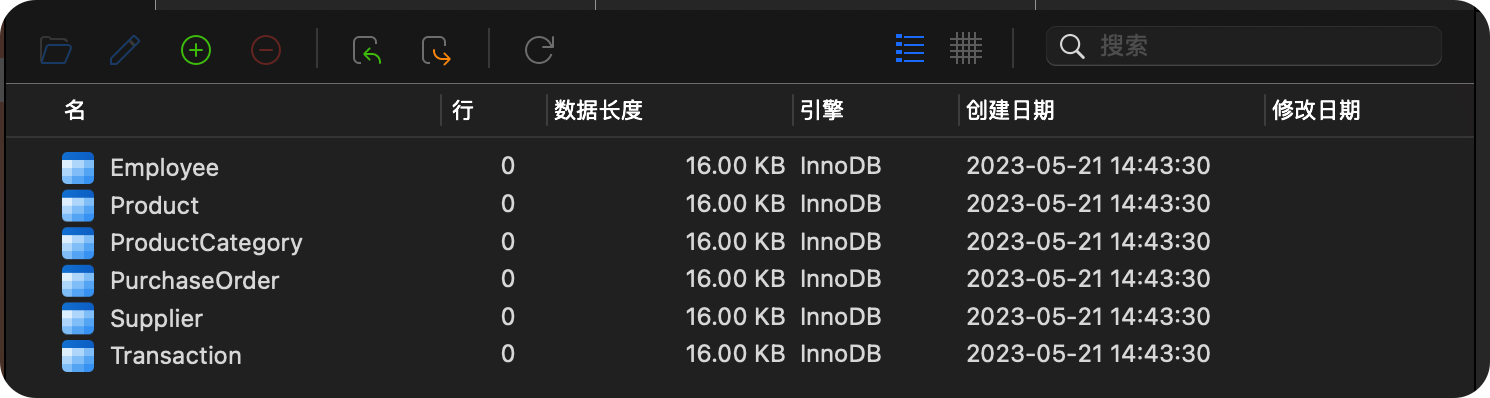 搜索
名 行 数据长度 引擎 创建日期 修改日期
Employee 0 16.00 KB InnoDB 2023-05-21 14:43:30
Product 0 16.00 KB InnoDB 2023-05-21 14:43:30
ProductCategory 0 16.00 KB InnoDB 2023-05-21 14:43:30
PurchaseOrder 0 16.00 KB InnoDB 2023-05-21 14:43:30
Supplier 0 16.00 KB InnoDB 2023-05-21 14:43:30
Transaction 0 16.00 KB InnoDB 2023-05-21 14:43:30